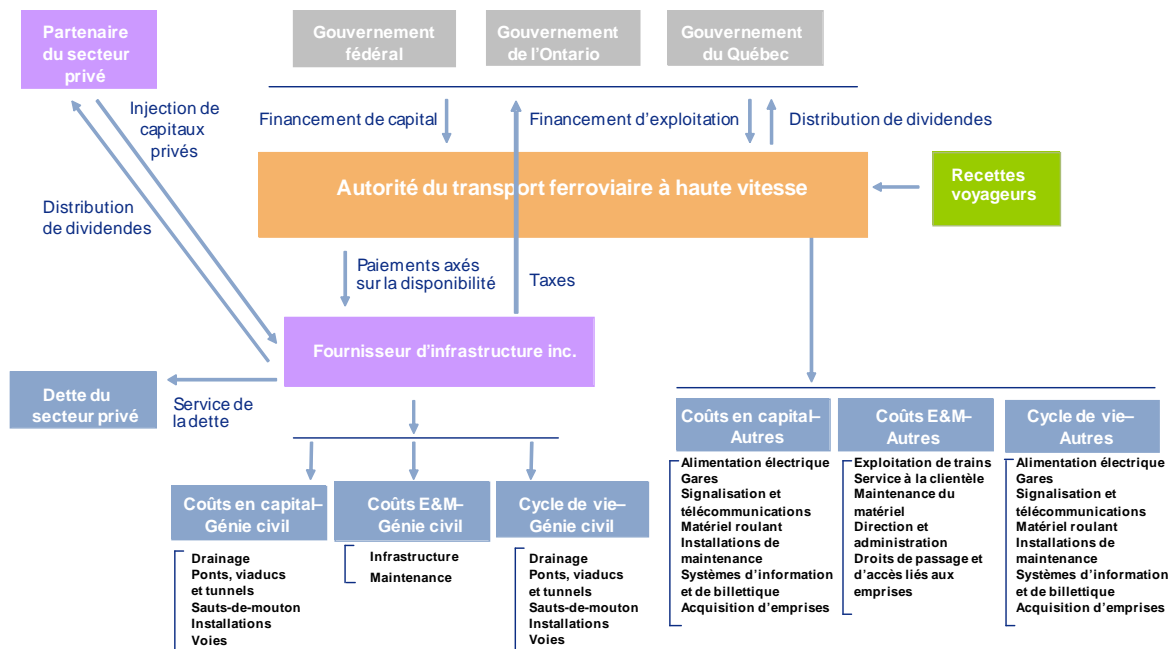 Partenaire
du secteur
privé
Gouvernement
fédéral
Gouvernement
de l'Ontario
Gouvernement
du Québec
Injection de
capitaux
privés
Financement de capital
Financement d'exploitation
Distribution de dividendes
Autorité du transport ferroviaire à haute vitesse
Recettes
voyageurs
Distribution
de dividendes
Paiements axés
sur la disponibilité
Taxes
Fournisseur d'infrastructure inc.
Dette du
secteur privé
Service de
la dette
Coûts en capital–
Génie civil
Drainage
Ponts, viaducs
et tunnels
Sauts-de-mouton
Installations
Voies
Coûts E&M–
Génie civil
Infrastructure
Maintenance
Cycle de vie–
Génie civil
Drainage
Ponts, viaducs
et tunnels
Sauts-de-mouton
Installations
Voies
Coûts en capital–
Autres
Alimentation électrique
Gares
Signalisation et
télécommunications
Matériel roulant
Installations de
maintenance
Systèmes d'information
et de billettique
Acquisition d'emprises
Coûts E&M–
Autres
Exploitation de trains
Service à la clientèle
Maintenance du
matériel
Direction et
administration
Droits de passage et
d'accès liés aux
emprises
Cycle de vie–
Autres
Alimentation électrique
Gares
Signalisation et
télécommunications
Matériel roulant
Installations de
maintenance
Systèmes d'information
et de billettique
Acquisition d'emprises